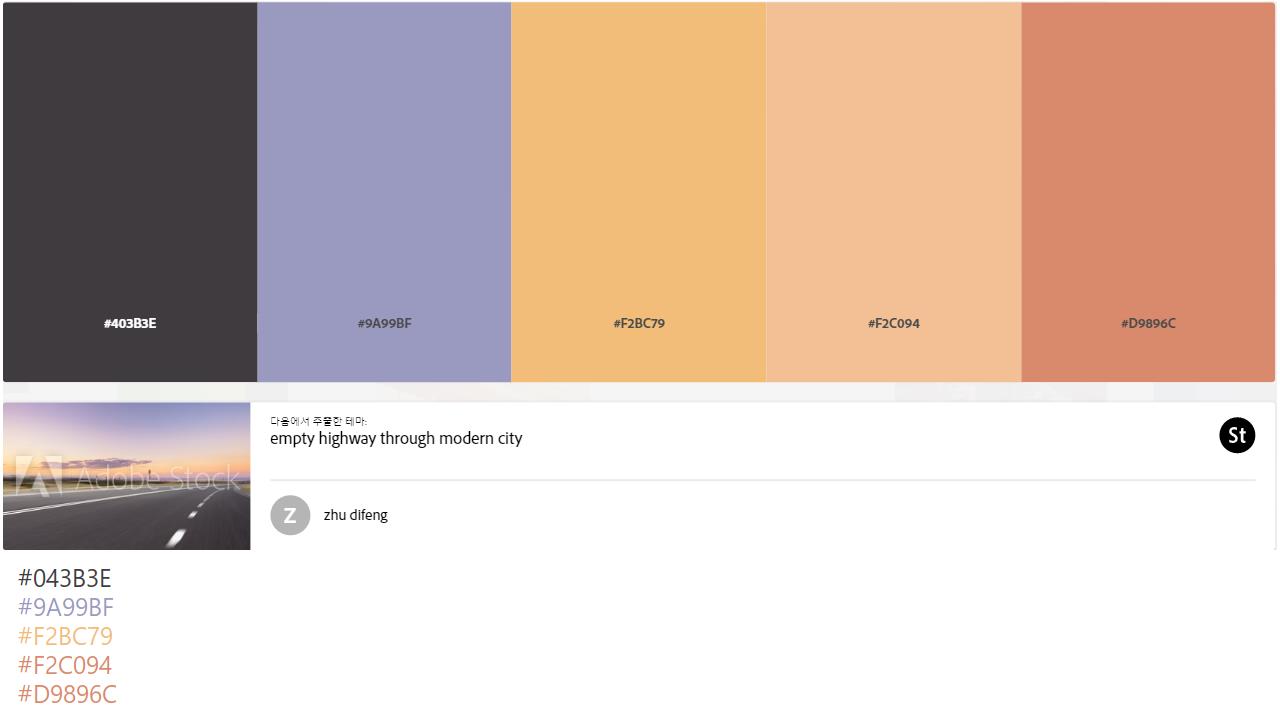 #403B3E
#9A99BF
#F2BC79
#F2C094
#D9896C
다음에서 추출한 테마:
empty highway through modern city
St
Adobe Stock
Z
zhu difeng
#043B3E
#9A99BF
#F2BC79
#F2C094
#D9896C